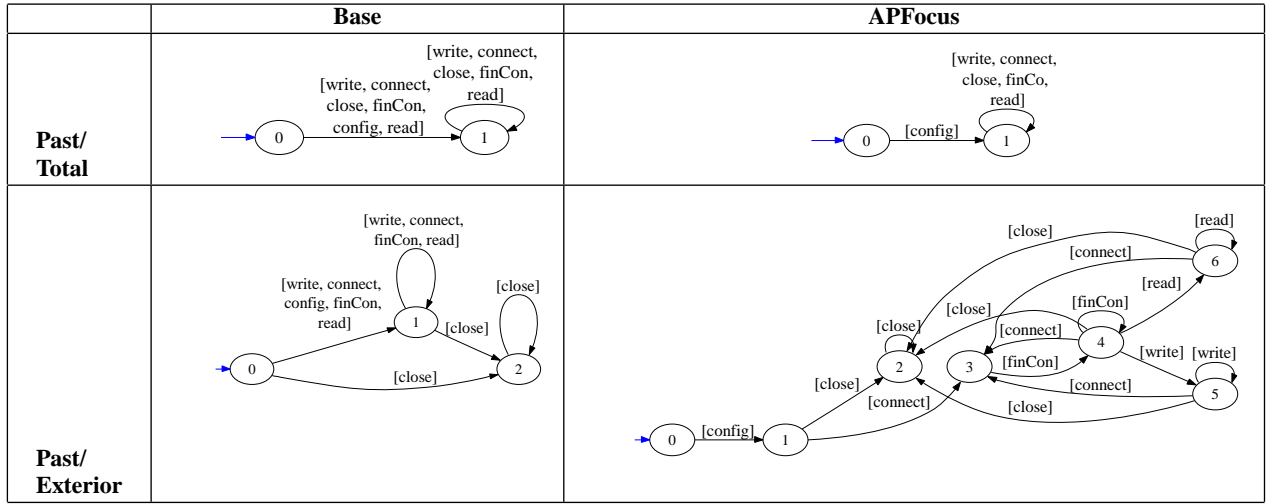 Base
APFocus
Past/
Total
[write, connect,
close, finCon,
config, read]
[write, connect,
close, finCon,
read]
0
1
[config]
[write, connect,
close, finCo,
read]
0
1
Past/
Exterior
[write, connect,
finCon, read]
[write, connect,
config, finCon,
read]
[close]
[close]
[close]
0
1
2
[close]
[read]
[connect]
6
[read]
[close]
[finCon]
[close]
[connect]
4
[finCon]
[write]
[write]
2
3
[close]
[connect]
[connect]
5
[close]
0
[config]
1